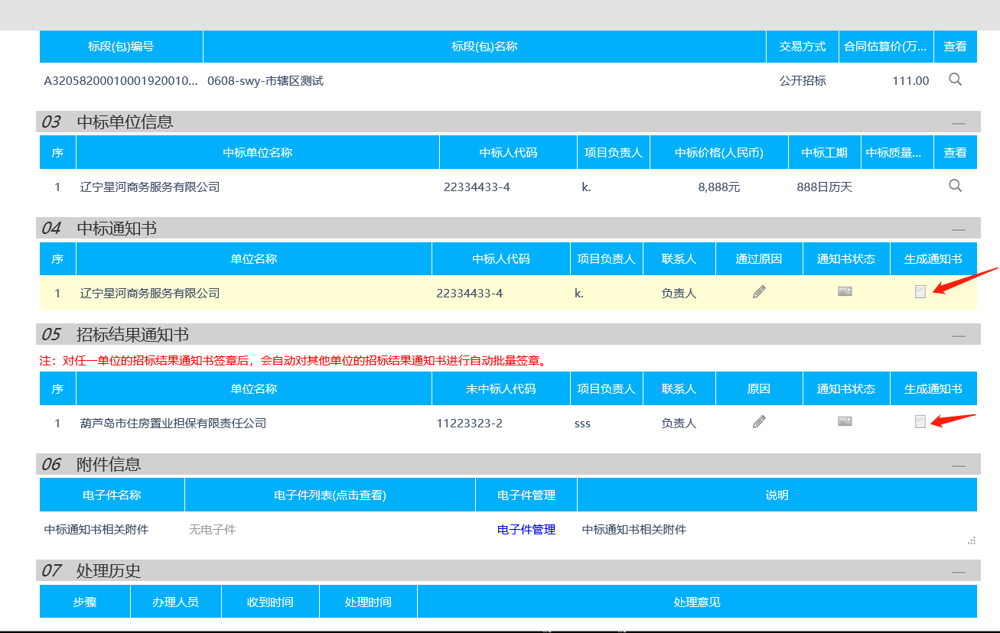 标段(包)编号 标段(包)名称 交易方式 合同估算价(万... 查看
A32058200010001920010... 0608-swy-市辖区测试 公开招标 111.00
03 中标单位信息
序 中标单位名称 中标人代码 项目负责人 中标价格(人民币) 中标工期 中标质量... 查看
1 辽宁星河商务服务有限公司 22334433-4 k. 8,888元 888日历天
04 中标通知书
序 单位名称 中标人代码 项目负责人 联系人 通过原因 通知书状态 生成通知书
1 辽宁星河商务服务有限公司 22334433-4 k. 负责人
05 招标结果通知书
注：对任一单位的招标结果通知书签章后，会自动对其他单位的招标结果通知书进行自动批量签章。
序 单位名称 未中标人代码 项目负责人 联系人 原因 通知书状态 生成通知书
1 葫芦岛市住房置业担保有限责任公司 11223323-2 sss 负责人
06 附件信息
电子件名称 电子件列表(点击查看) 电子件管理 说明
中标通知书相关附件 无电子件 电子件管理 中标通知书相关附件
07 处理历史
步骤 办理人员 收到时间 处理时间 处理意见